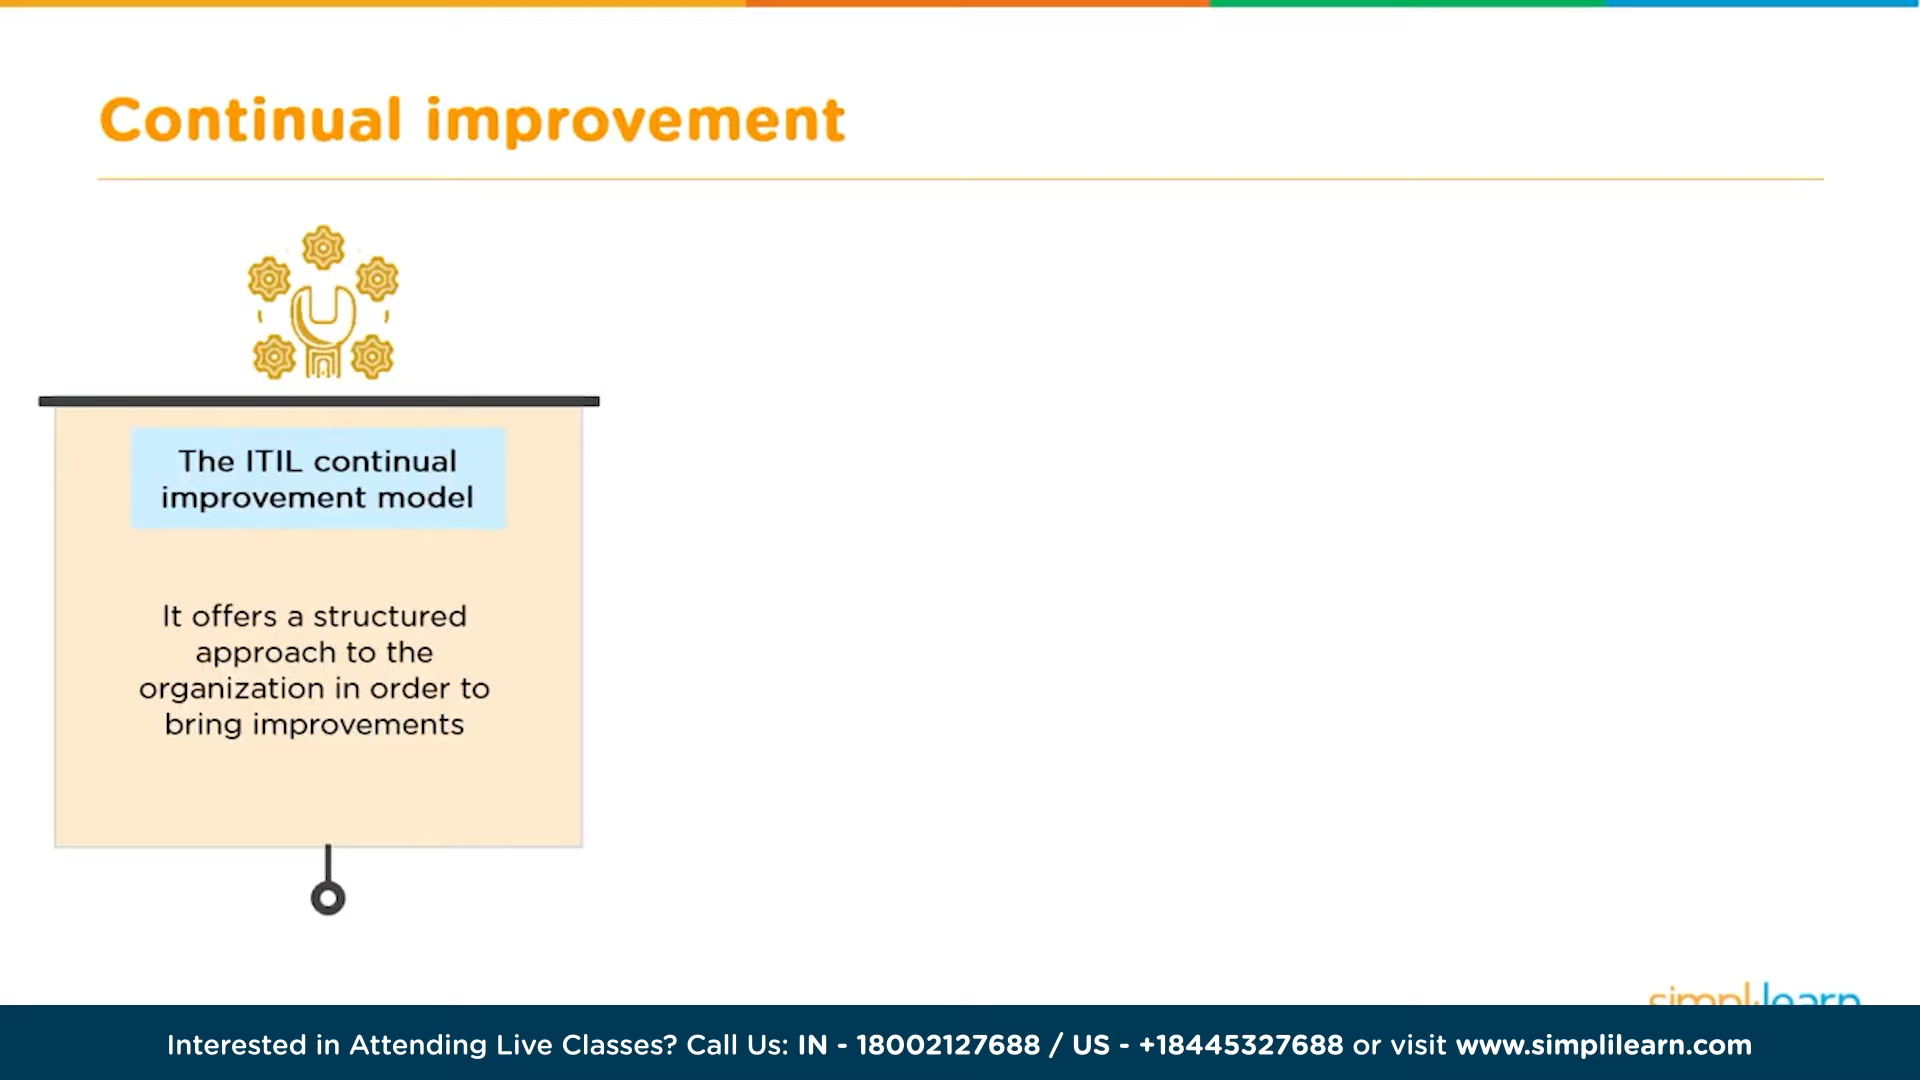 Continual improvement
The ITIL continual
improvement model
It offers a structured
approach to the
organization in order to
bring improvements
simplilearn
Interested in Attending Live Classes? Call Us: IN - 18002127688 / US - +18445327688 or visit www.simplilearn.com